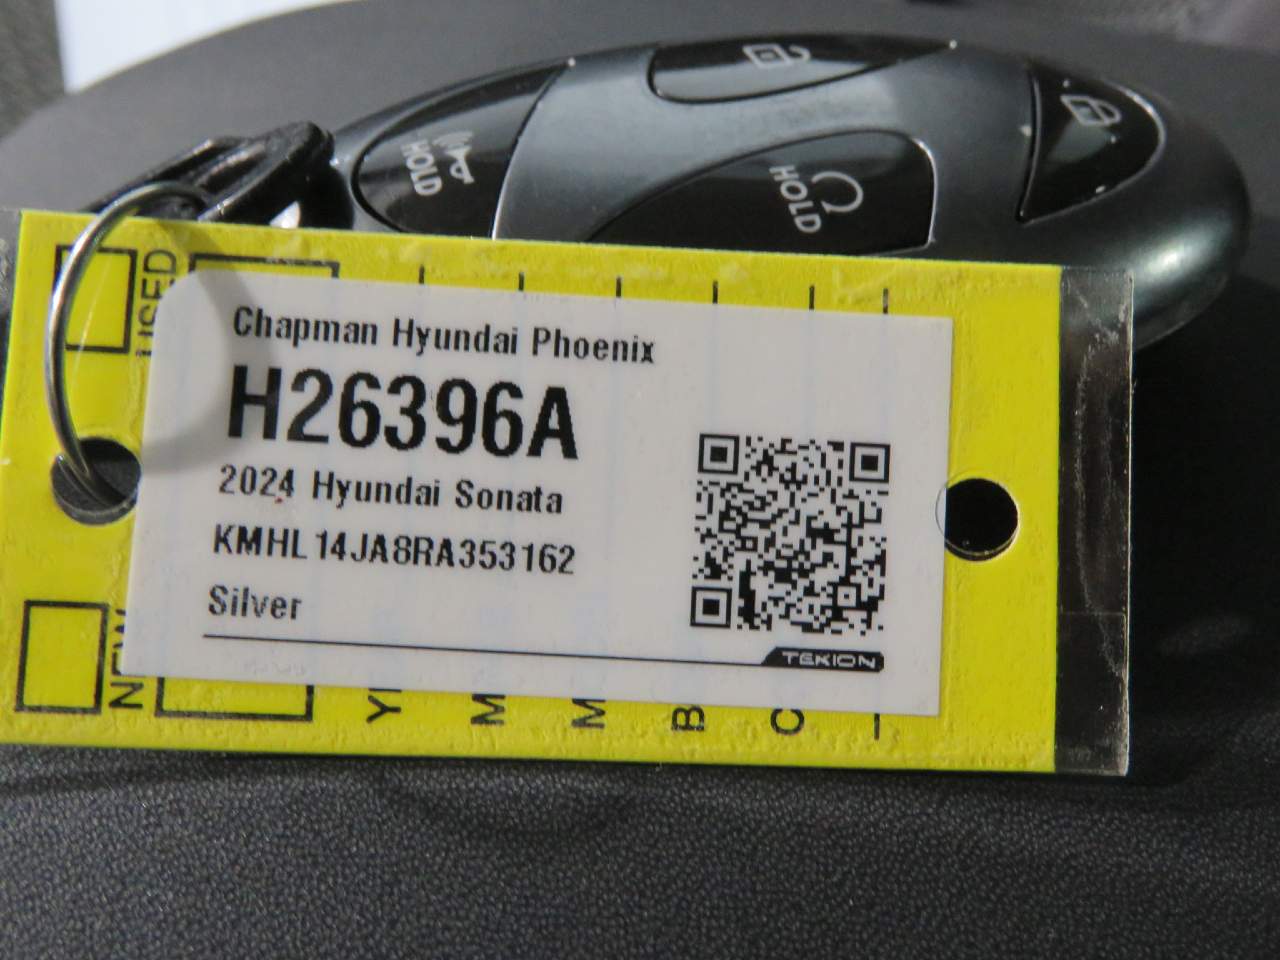 HOLD
HOLD
USED
Chapman Hyundai Phoenix
H26396A
2024 Hyundai Sonata
KMHL14JA8RA353162
Silver
TEKION
NEW
M
M
B
C